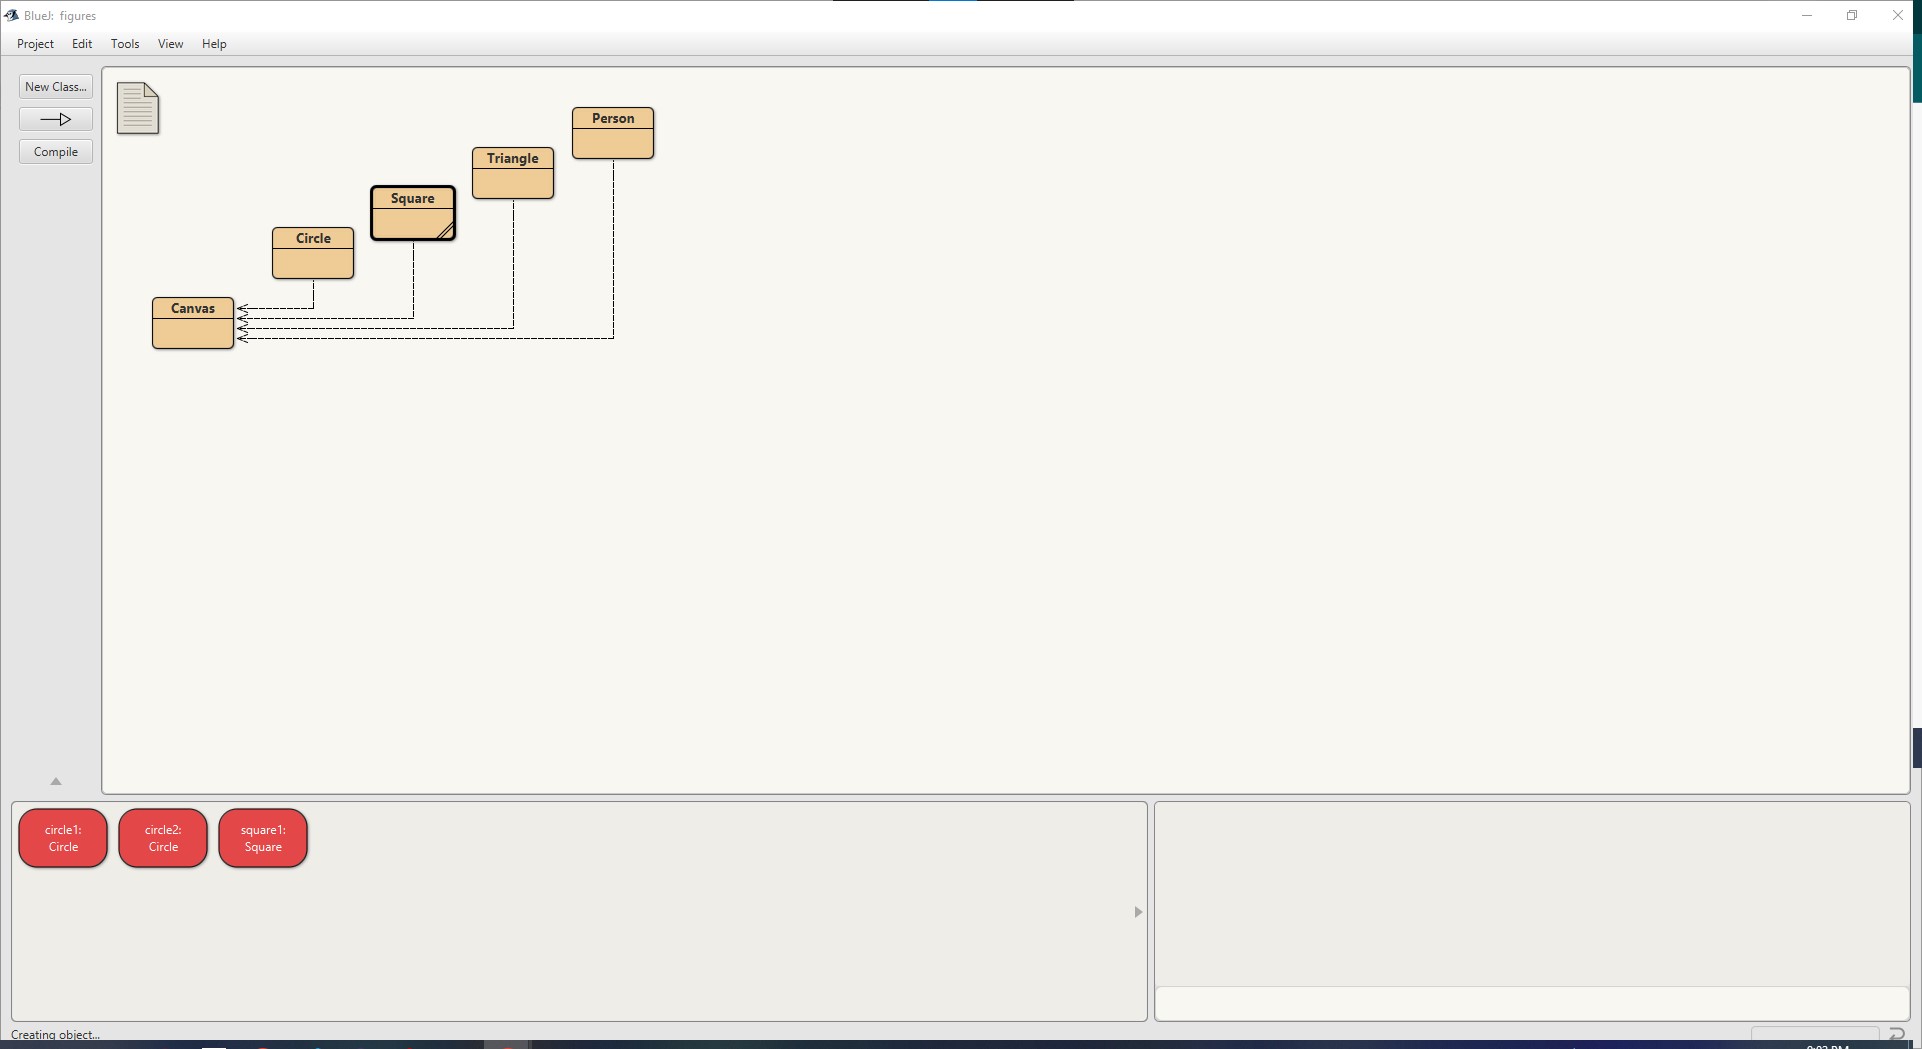 BlueJ: figures
Project Edit Tools View Help
New Class...
Compile
Person
Triangle
Square
Circle
Canvas
circle1:
Circle
circle2:
Circle
square1:
Square
Creating object...